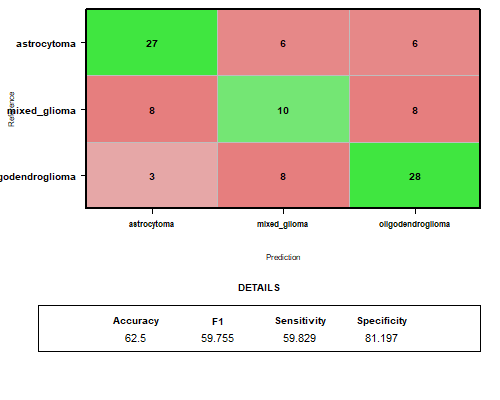 astrocytoma 27 6 6
Reference
mixed_glioma 8 10 8
godendroglioma 3 8 28
astrocytoma mixed_glioma oligodendroglioma
Prediction
DETAILS
Accuracy F1 Sensitivity Specificity
62.5 59.755 59.829 81.197